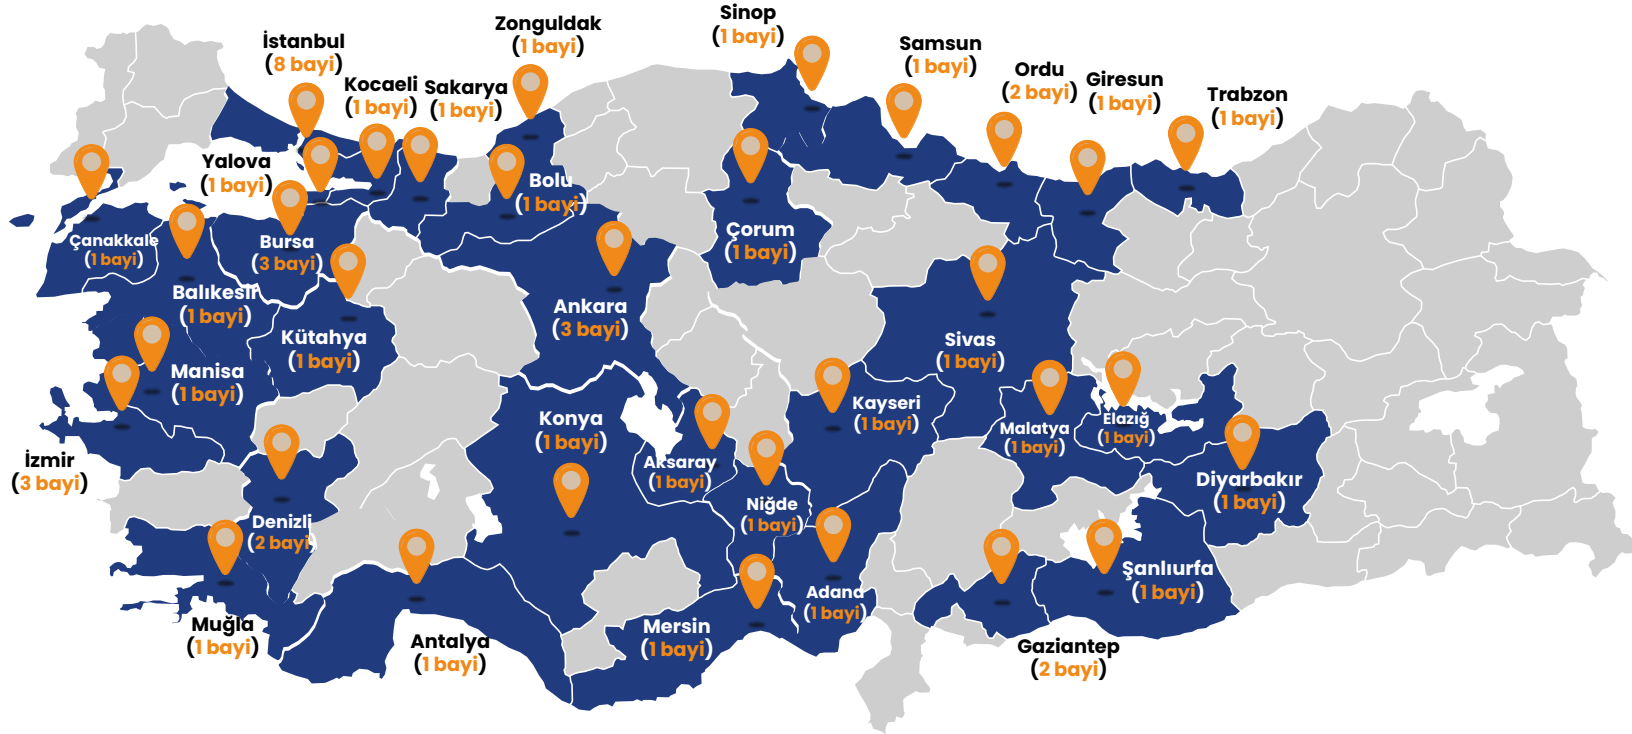 Sinop
(1 bayi)
Zonguldak
(1 bayi)
İstanbul
(8 bayi)
Samsun
(1 bayi)
Kocaeli
(1 bayi)
Sakarya
(1 bayi)
Ordu
(2 bayi)
Giresun
(1 bayi)
Trabzon
(1 bayi)
Yalova
(1 bayi)
Bolu
(1 bayi)
Çanakkale
(1 bayi)
Bursa
(3 bayi)
Çorum
(1 bayi)
Balıkesir
(1 bayi)
Ankara
(3 bayi)
Kütahya
(1 bayi)
Sivas
(1 bayi)
Manisa
(1 bayi)
Konya
(1 bayi)
Kayseri
(1 bayi)
Malatya
(1 bayi)
Elazığ
(1 bayi)
İzmir
(3 bayi)
Aksaray
(1 bayi)
Diyarbakır
(1 bayi)
Niğde
(1 bayi)
Denizli
(2 bayi)
Şanlıurfa
(1 bayi)
Adana
(1 bayi)
Muğla
(1 bayi)
Antalya
(1 bayi)
Mersin
(1 bayi)
Gaziantep
(2 bayi)